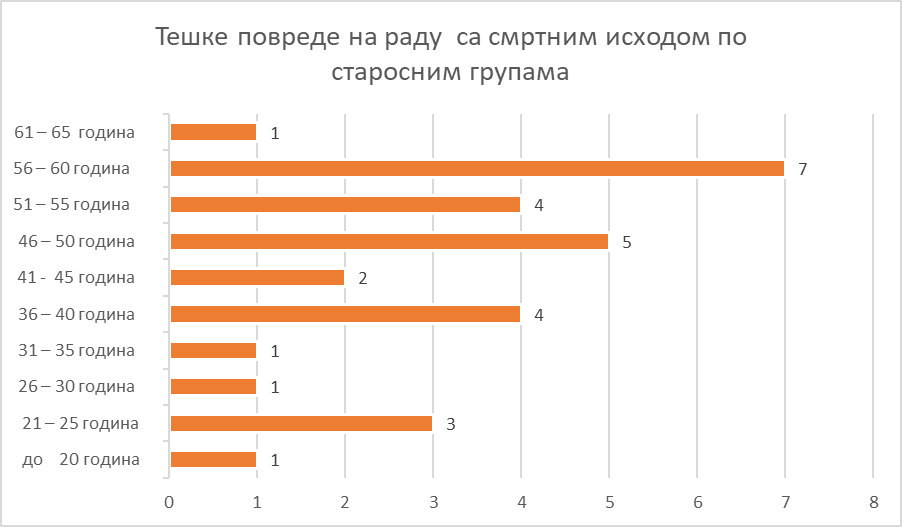 Тешке повреде на раду  са смртним исходом по
старосним групама
61 – 65  година 1
56 – 60 година 7
51 – 55 година 4
46 – 50 година 5
41 -  45 година 2
36 – 40 година 4
31 – 35 година 1
26 – 30 година 1
21 – 25 година 3
до    20 година 1
0 1 2 3 4 5 6 7 8